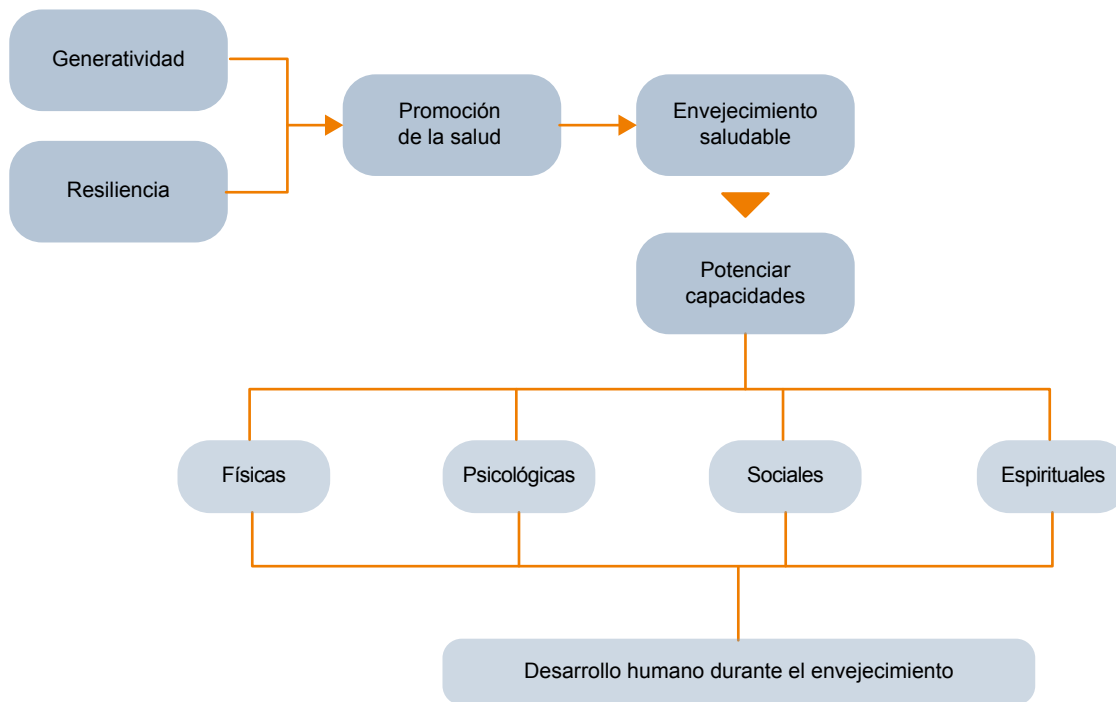 Generatividad
Resiliencia
Promoción
de la salud
Envejecimiento
saludable
Potenciar
capacidades
Físicas
Psicológicas
Sociales
Espirituales
Desarrollo humano durante el envejecimiento